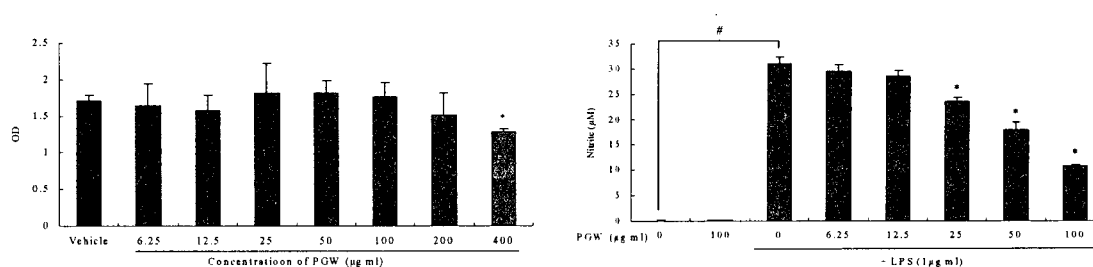 2.5
2
1.5
1
0.5
0
OD
*
Vehicle 6.25 12.5 25 50 100 200 400
Concentratioon of PGW (µg ml)
#
35
30
25
20
15
10
5
0
Nitrite (µM)
* * *
PGW (µg ml) 0 100 0 6.25 12.5 25 50 100
- LPS (1µg ml)